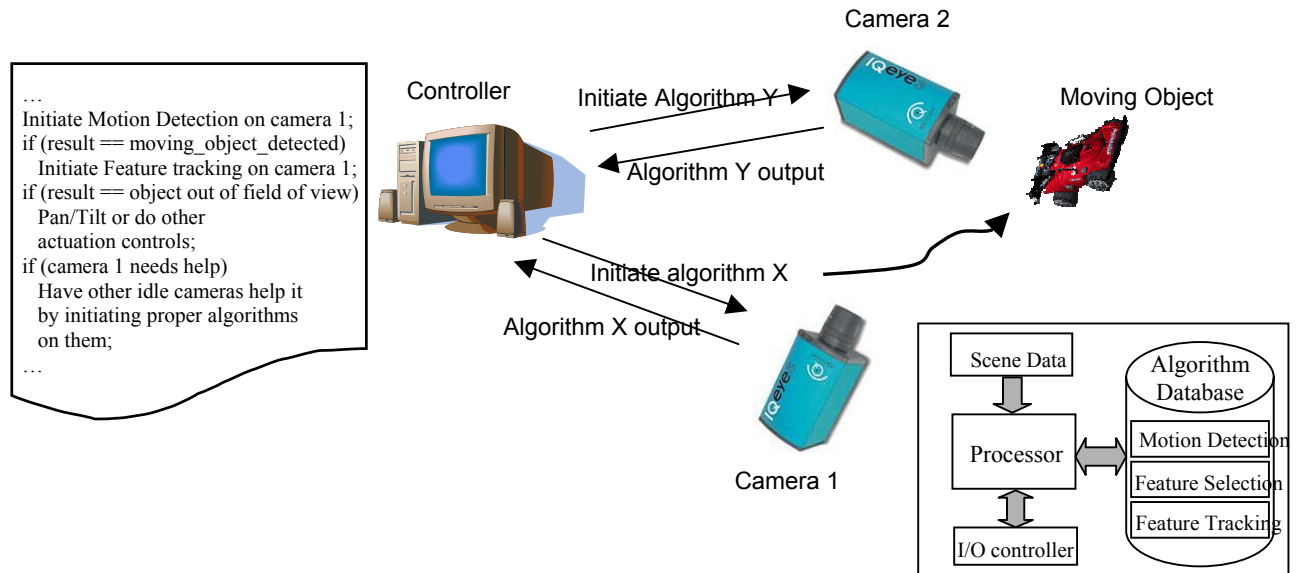 …
Initiate Motion Detection on camera 1;
if (result == moving_object_detected)
Initiate Feature tracking on camera 1;
if (result == object out of field of view)
Pan/Tilt or do other
actuation controls;
if (camera 1 needs help)
Have other idle cameras help it
by initiating proper algorithms
on them;
…
Controller
Camera 2
IQeye3
Initiate Algorithm Y
Algorithm Y output
Moving Object
Initiate algorithm X
Algorithm X output
IQeye3
Camera 1
Scene Data
Processor
I/O controller
Algorithm
Database
Motion Detection
Feature Selection
Feature Tracking